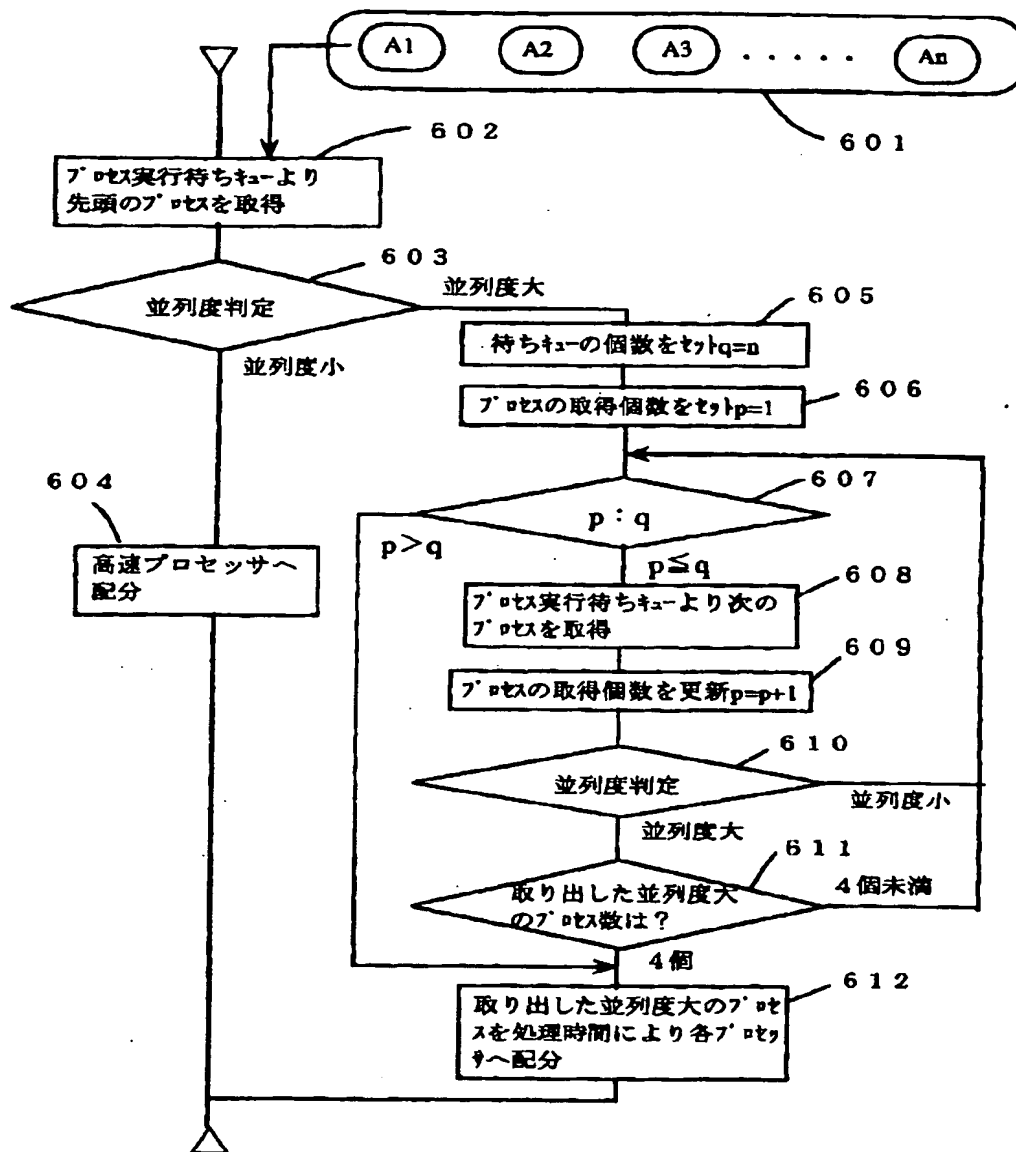 A1 A2 A3 ..... An
601
602
プロセス実行待ちキューより
先頭のプロセスを取得
603
並列度判定
並列度大
並列度小
605
待ちキューの個数をセットq=n
606
プロセスの取得個数をセットp=1
604
高速プロセッサへ
配分
607
p：q
p＞q
p≦q
608
プロセス実行待ちキューより次の
プロセスを取得
609
プロセスの取得個数を更新p=p+1
610
並列度判定
並列度小
並列度大
611
取り出した並列度大
のプロセス数は？
4個未満
4個
612
取り出した並列度大のプロセ
スを処理時間により各プロセッ
サへ配分